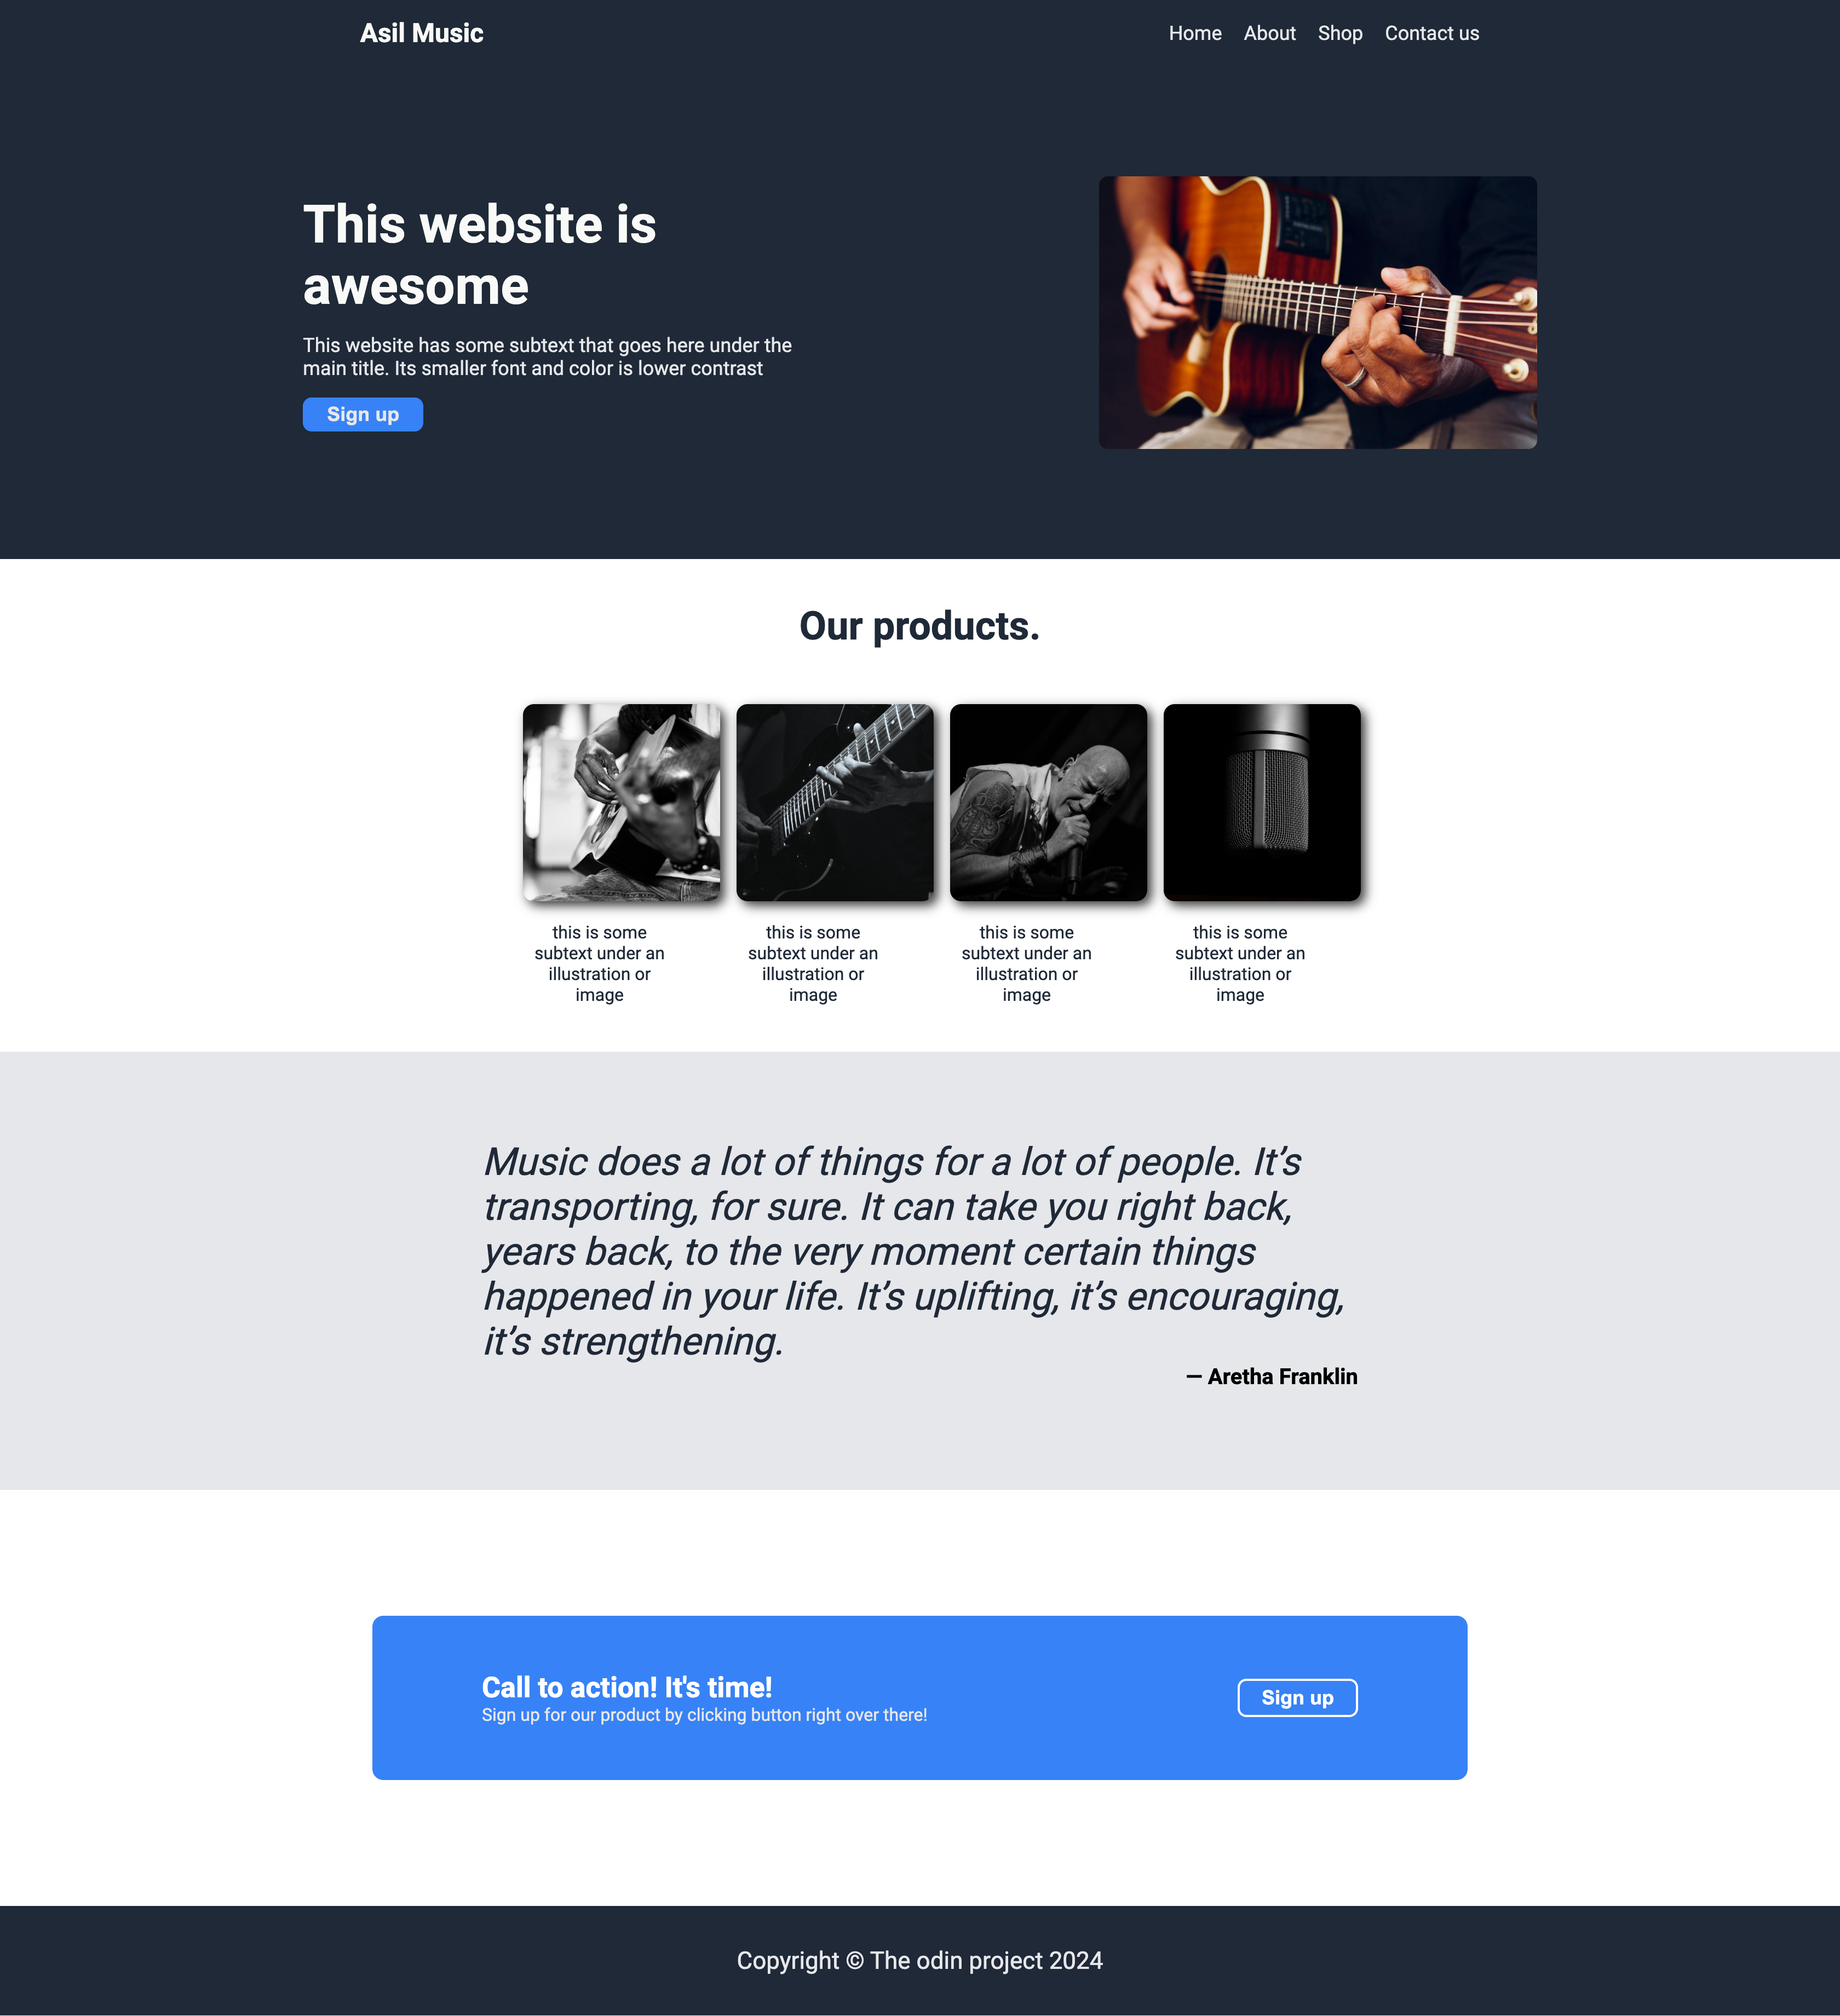 Asil Music
Home About Shop Contact us
This website is
awesome
This website has some subtext that goes here under the
main title. Its smaller font and color is lower contrast
Sign up
Our products.
this is some
subtext under an
illustration or
image
this is some
subtext under an
illustration or
image
this is some
subtext under an
illustration or
image
this is some
subtext under an
illustration or
image
Music does a lot of things for a lot of people. It’s
transporting, for sure. It can take you right back,
years back, to the very moment certain things
happened in your life. It’s uplifting, it’s encouraging,
it’s strengthening.
— Aretha Franklin
Call to action! It's time!
Sign up for our product by clicking button right over there!
Sign up
Copyright © The odin project 2024